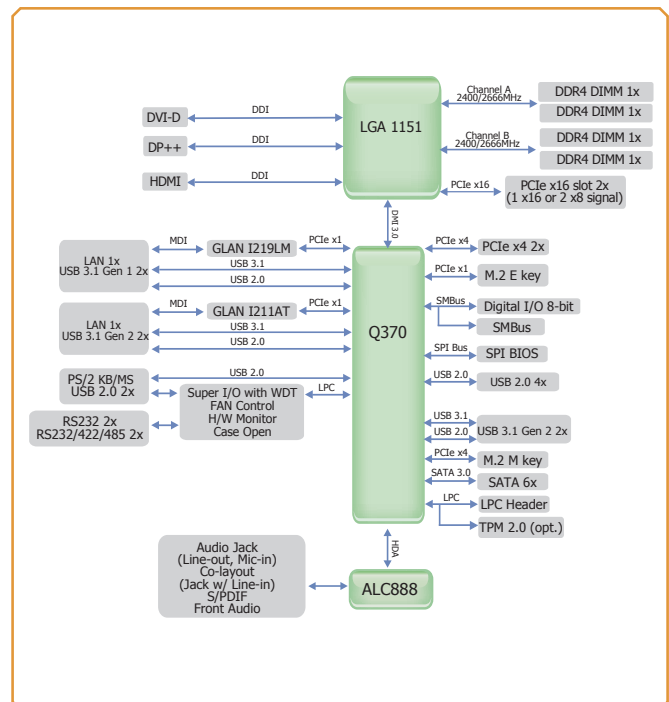 Channel A
2400/2666MHz
DDR4 DIMM 1x
DDR4 DIMM 1x
DVI-D
DDI
LGA 1151
DP++
DDI
Channel B
2400/2666MHz
DDR4 DIMM 1x
DDR4 DIMM 1x
HDMI
DDI
PCIe x16
PCIe x16 slot 2x
(1 x16 or 2 x8 signal)
DMI 3.0
LAN 1x
USB 3.1 Gen 1 2x
MDI
GLAN I219LM
PCIe x1
USB 3.1
USB 2.0
PCIe x4
PCIe x4 2x
PCIe x1
M.2 E key
LAN 1x
USB 3.1 Gen 2 2x
MDI
GLAN I211AT
PCIe x1
USB 3.1
USB 2.0
Q370
SMBus
Digital I/O 8-bit
SMBus
SPI Bus
SPI BIOS
PS/2 KB/MS
USB 2.0 2x
USB 2.0
Super I/O with WDT
FAN Control
H/W Monitor
Case Open
LPC
USB 2.0
USB 2.0 4x
RS232 2x
RS232/422/485 2x
USB 3.1
USB 2.0
USB 3.1 Gen 2 2x
PCIe x4
M.2 M key
SATA 3.0
SATA 6x
LPC
LPC Header
TPM 2.0 (opt.)
HDA
Audio Jack
(Line-out, Mic-in)
Co-layout
(Jack w/ Line-in)
S/PDIF
Front Audio
ALC888